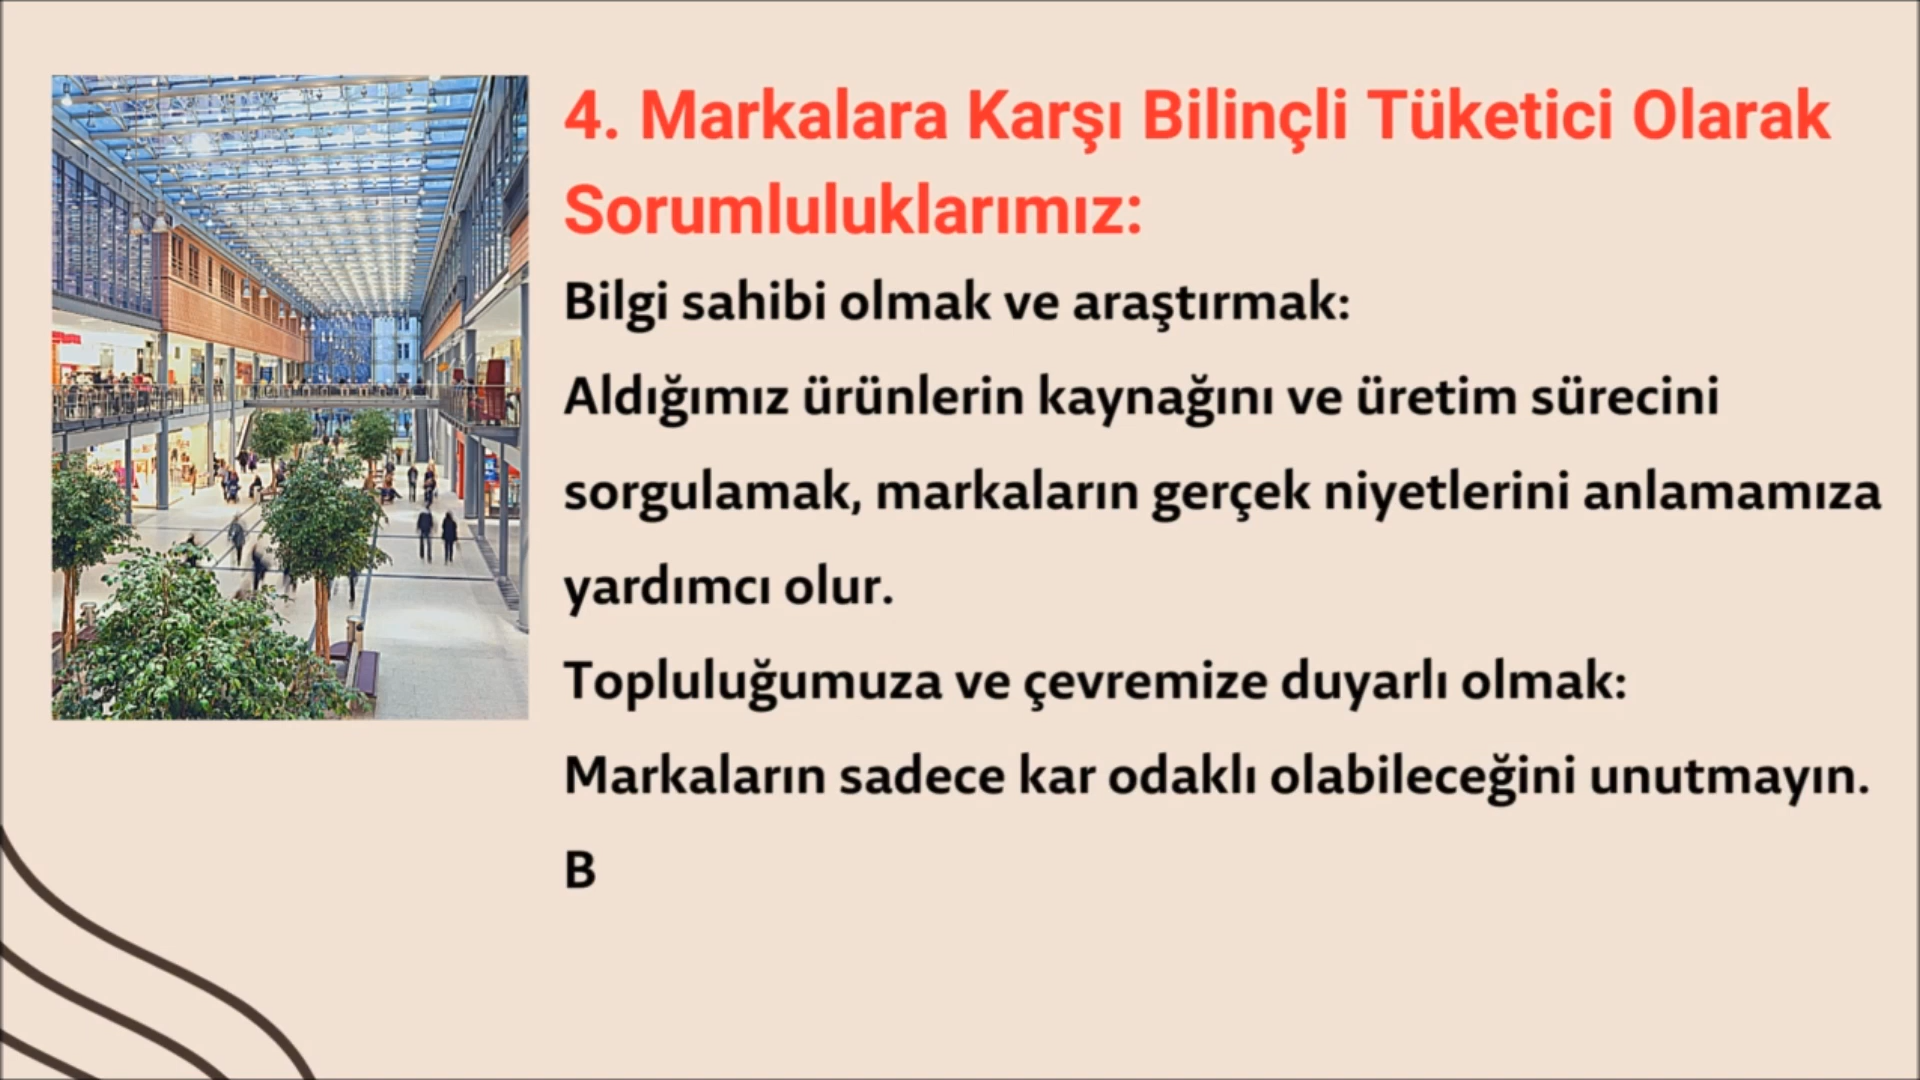 4. Markalara Karşı Bilinçli Tüketici Olarak
Sorumluluklarımız:
Bilgi sahibi olmak ve araştırmak:
Aldığımız ürünlerin kaynağını ve üretim sürecini
sorgulamak, markaların gerçek niyetlerini anlamamıza
yardımcı olur.
Topluluğumuza ve çevremize duyarlı olmak:
Markaların sadece kar odaklı olabileceğini unutmayın.
B